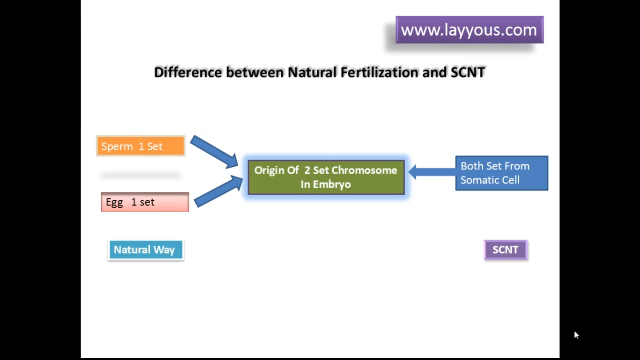 www.layyous.com
Difference between Natural Fertilization and SCNT
Sperm 1 Set
Origin Of 2 Set Chromosome
In Embryo
Both Set From
Somatic Cell
Egg 1 set
Natural Way
SCNT